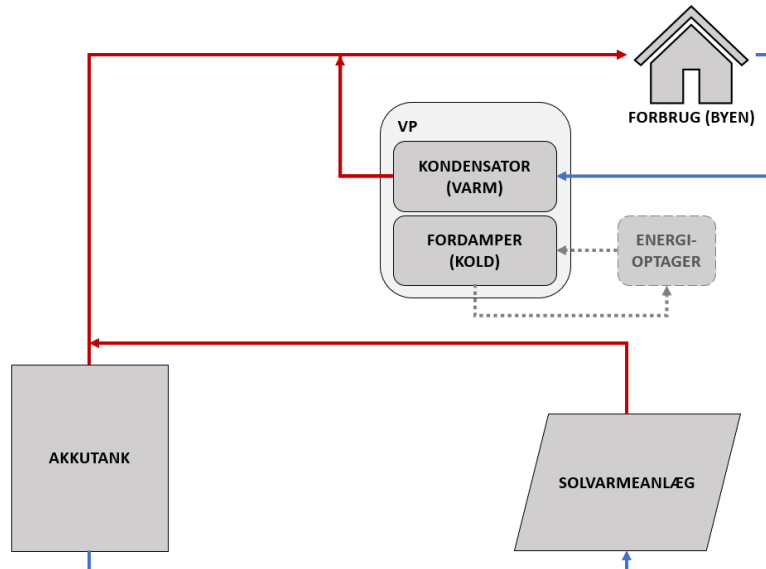 FORBRUG (BYEN)
VP
KONDENSATOR
(VARM)
FORDAMPER
(KOLD)
ENERGI-
OPTAGER
AKKUTANK
SOLVARMEANLÆG